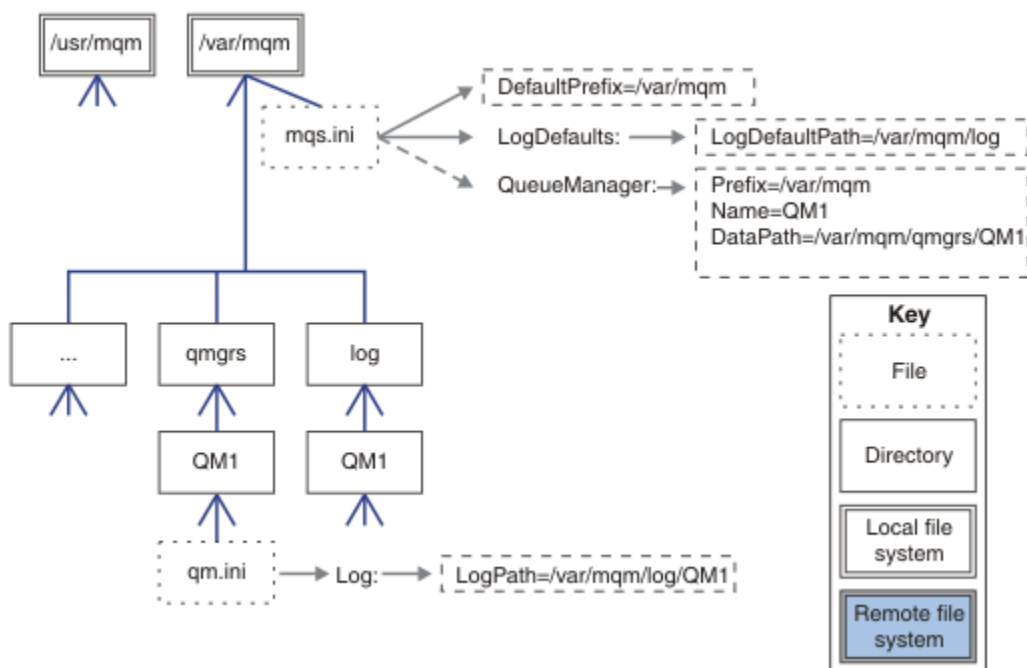 /usr/mqm
/var/mqm
mqs.ini
DefaultPrefix=/var/mqm
LogDefaults:
LogDefaultPath=/var/mqm/log
QueueManager:
Prefix=/var/mqm
Name=QM1
DataPath=/var/mqm/qmgrs/QM1
...
qmgrs
log
QM1
QM1
qm.ini
Log:
LogPath=/var/mqm/log/QM1
Key
File
Directory
Local file
system
Remote file
system